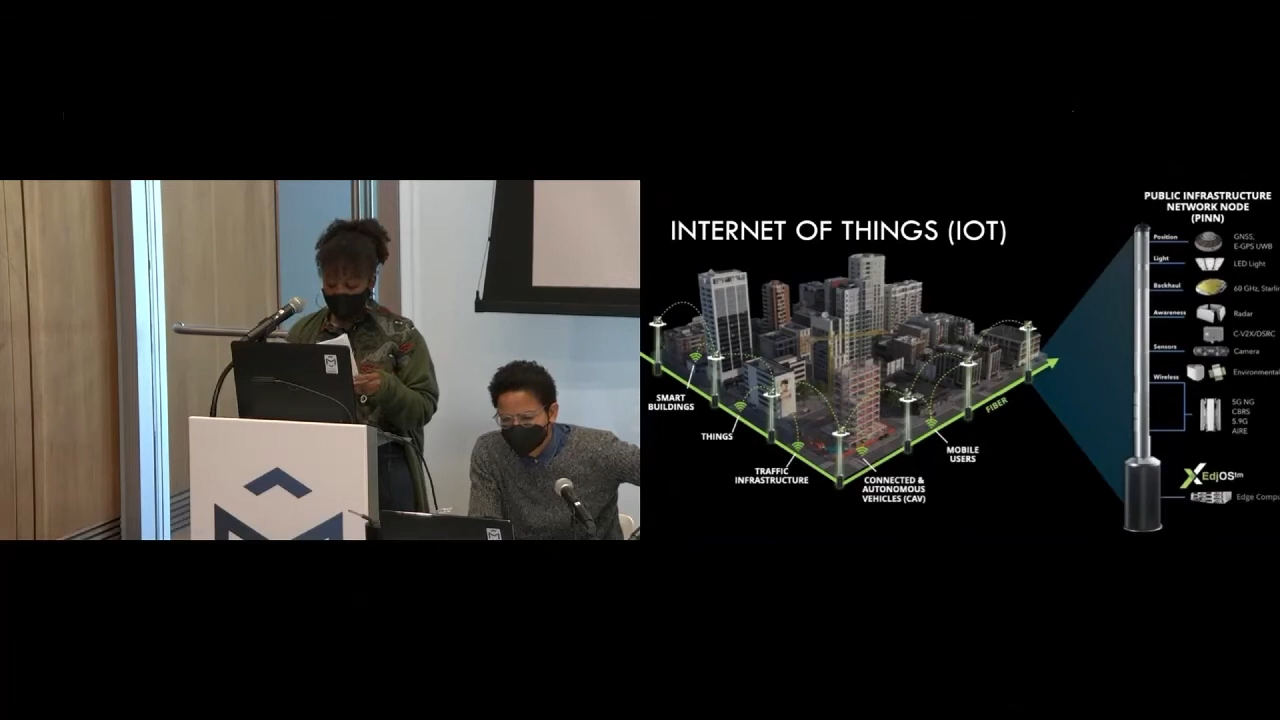 PUBLIC INFRASTRUCTURE
NETWORK NODE
(PINN)
INTERNET OF THINGS (IOT)
Position
GNSS,
E-GPS UWB
Light
LED Light
Backhaul
60 GHz,
Awareness
Radar
C-V2X/DSRC
Sensors
Camera
Wireless
Environmental
5G NG
CBRS
5.9G
AIRE
SMART
BUILDINGS
THINGS
TRAFFIC
INFRASTRUCTURE
CONNECTED &
AUTONOMOUS
VEHICLES (CAV)
MOBILE
USERS
FIBER
XEdjOS™
Edge